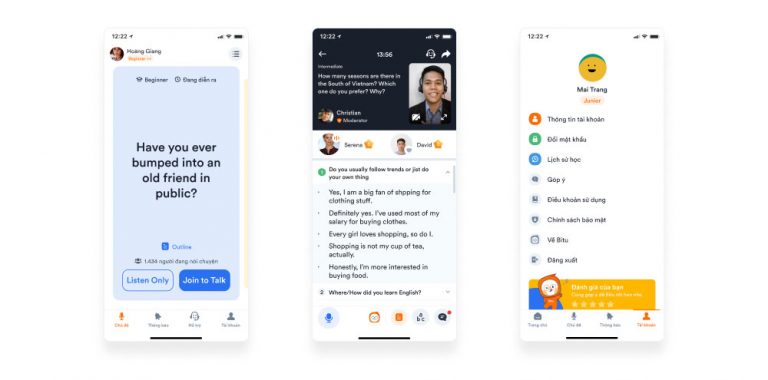 12:22
Hoàng Giang
Beginner
Beginner
Đang diễn ra
Have you ever
bumped into an
old friend in
public?
Outline
1.434 người đang nói chuyện
Listen Only
Join to Talk
Chủ đề
Thông báo
Hỗ trợ
Tài khoản
12:22
13:56
Intermediate
How many seasons are there in
the South of Vietnam? Which
one do you prefer? Why?
Christian
Moderator
Serena
David
1 Do you usually follow trends or jist do
your own thing
Yes, I am a big fan of shpping for
clothing stuff.
Definitely yes. I've used most of my
salary for buying clothes.
Every girl loves shopping, so do I.
Shopping is not my cup of tea,
actually.
Honestly, I'm more interested in
buying food.
2 Where/How did you learn English?
a b c
12:22
Mai Trang
Junior
Thông tin tài khoản
Đổi mật khẩu
Lịch sử học
Góp ý
Điều khoản sử dụng
Chính sách bảo mật
Về Bitu
Đăng xuất
Đánh giá của bạn
Trang chủ
Chủ đề
Thông báo
Tài khoản